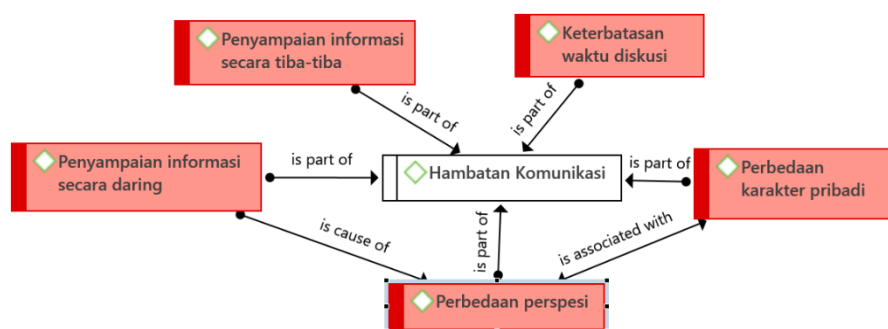 Penyampaian informasi
secara tiba-tiba
Keterbatasan
waktu diskusi
is part of
is part of
Penyampaian informasi
secara daring
is part of
Hambatan Komunikasi
is part of
Perbedaan
karakter pribadi
is cause of
is part of
is associated with
Perbedaan perspesi